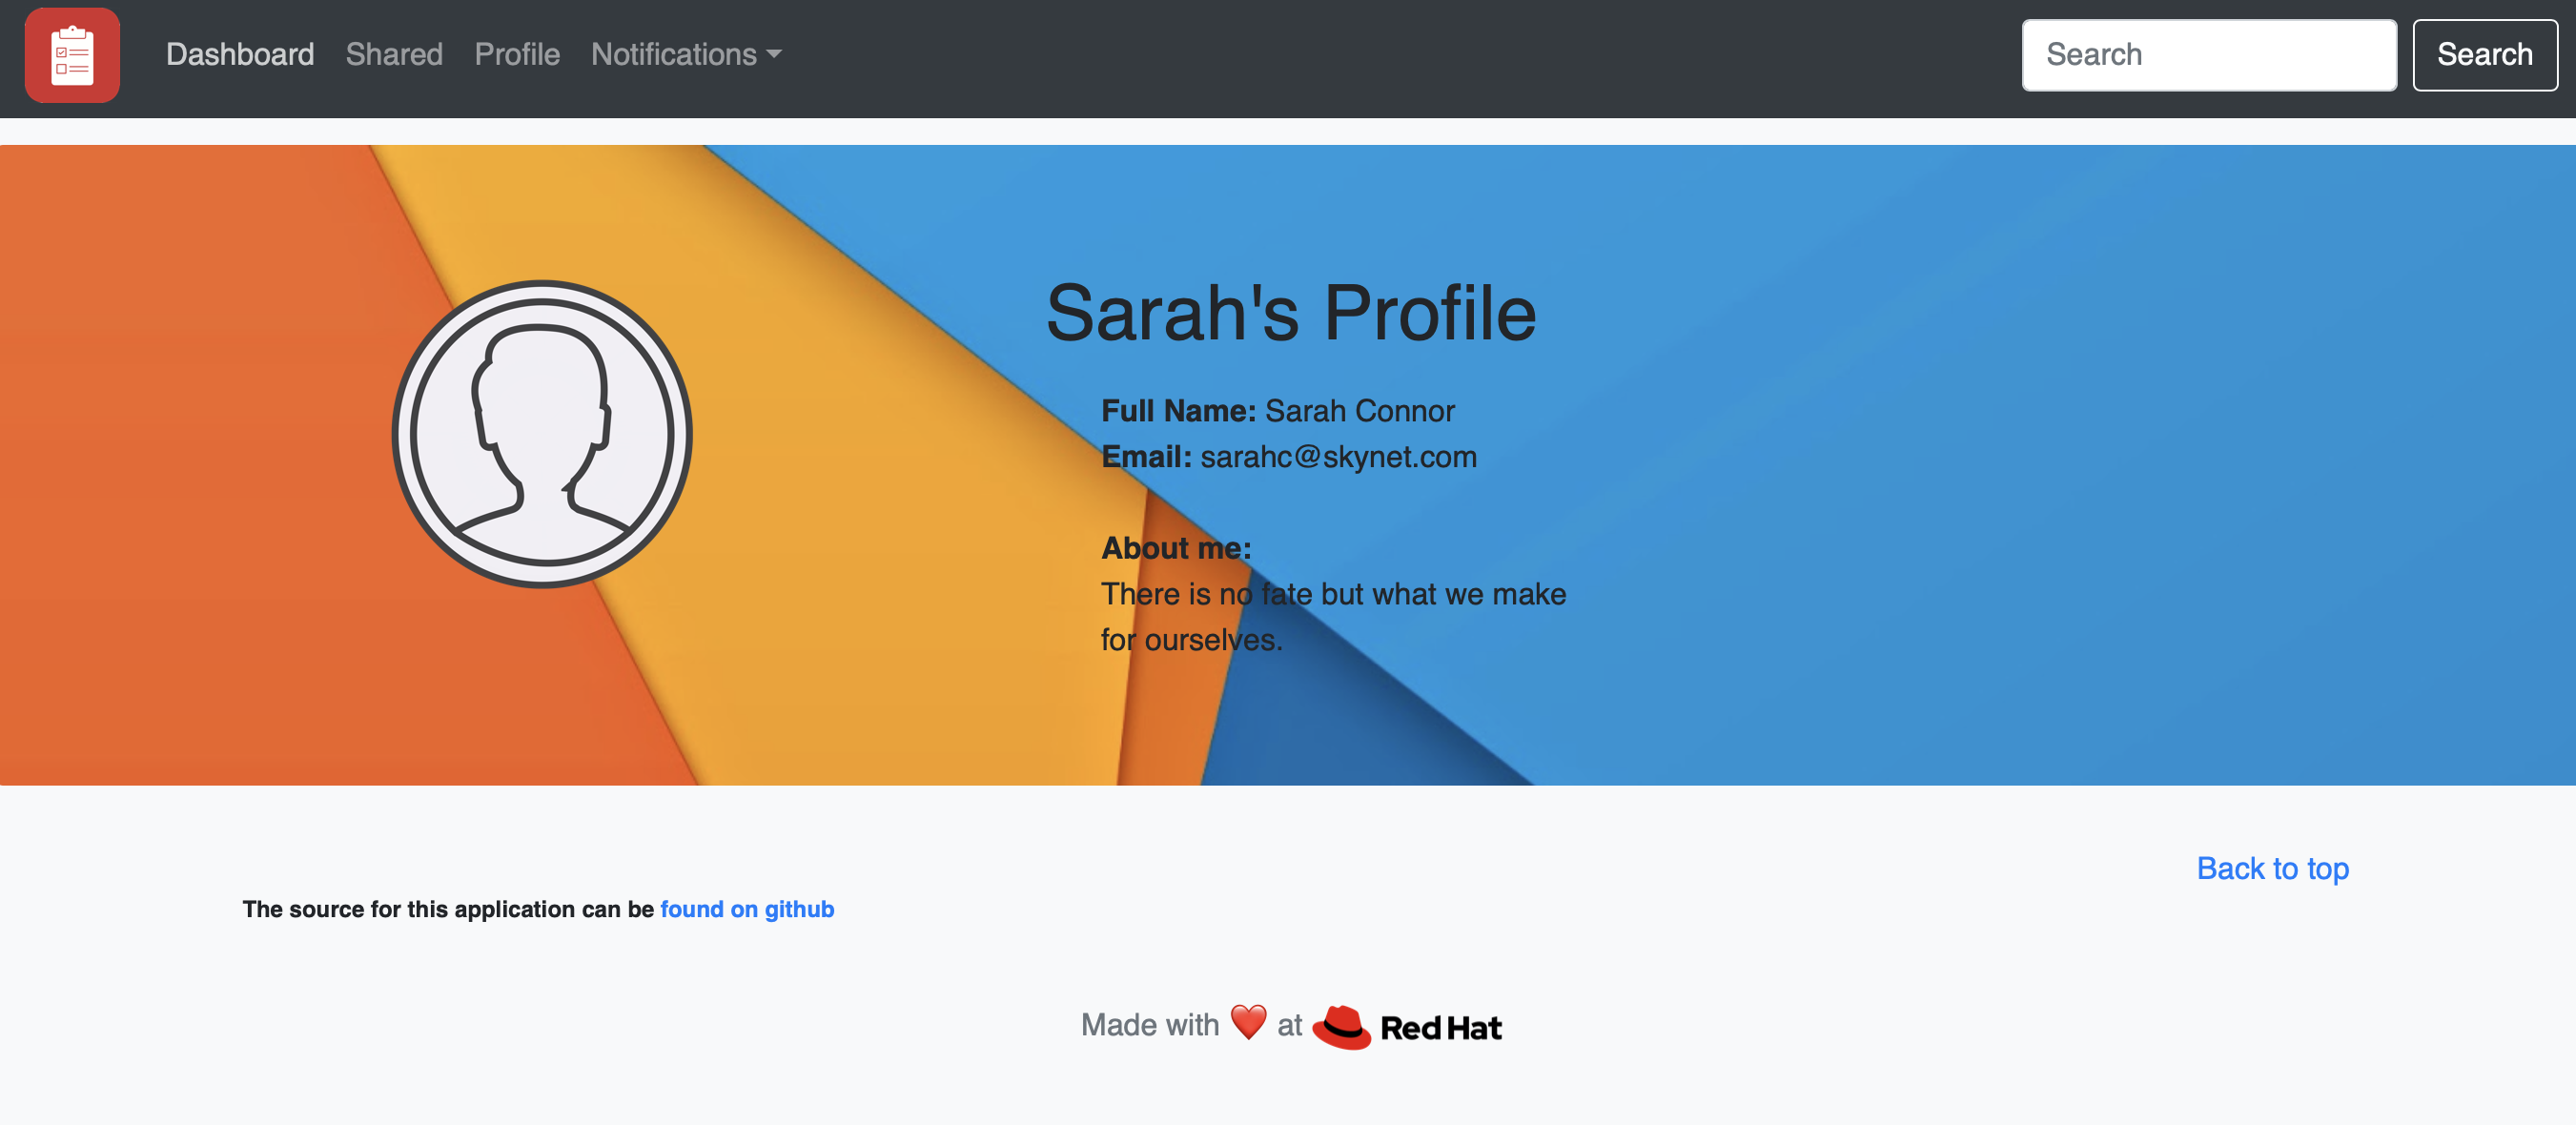 Dashboard Shared Profile Notifications Search Search
Sarah's Profile
Full Name: Sarah Connor
Email: sarahc@skynet.com
About me:
There is no fate but what we make
for ourselves.
Back to top
The source for this application can be found on github
Made with ❤️ at Red Hat